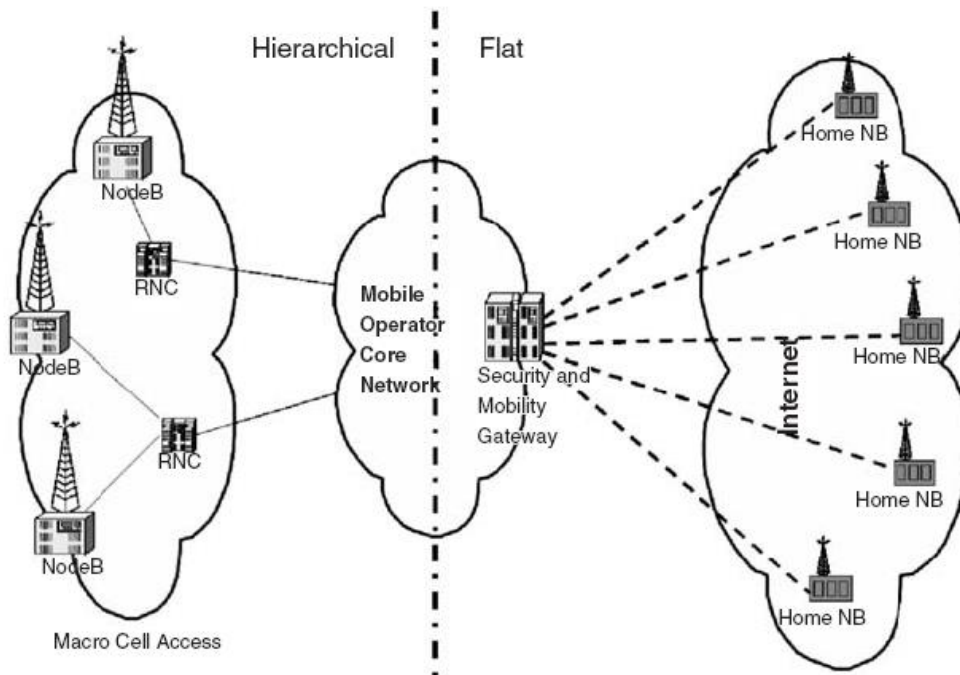 Hierarchical
Flat
NodeB
RNC
NodeB
RNC
NodeB
Macro Cell Access
Mobile
Operator
Core
Network
Security and
Mobility
Gateway
Internet
Home NB
Home NB
Home NB
Home NB
Home NB